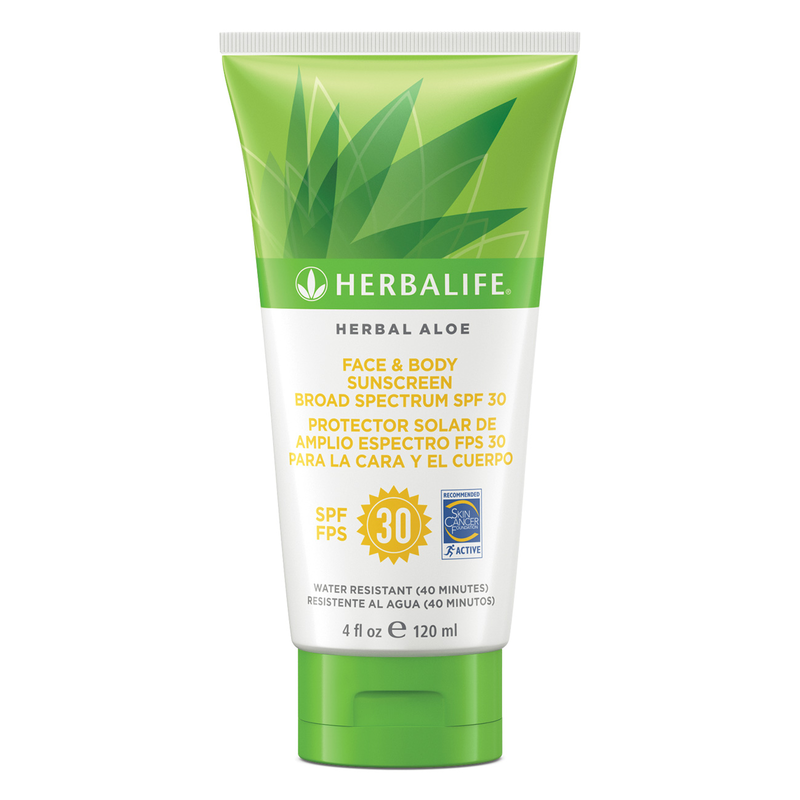 HERBALIFE®
HERBAL ALOE
FACE & BODY
SUNSCREEN
BROAD SPECTRUM SPF 30
PROTECTOR SOLAR DE
AMPLIO ESPECTRO FPS 30
PARA LA CARA Y EL CUERPO
SPF
FPS
30
RECOMMENDED
SKIN
CANCER
FOUNDATION
ACTIVE
WATER RESISTANT (40 MINUTES)
RESISTENTE AL AGUA (40 MINUTOS)
4 fl oz ℮ 120 ml